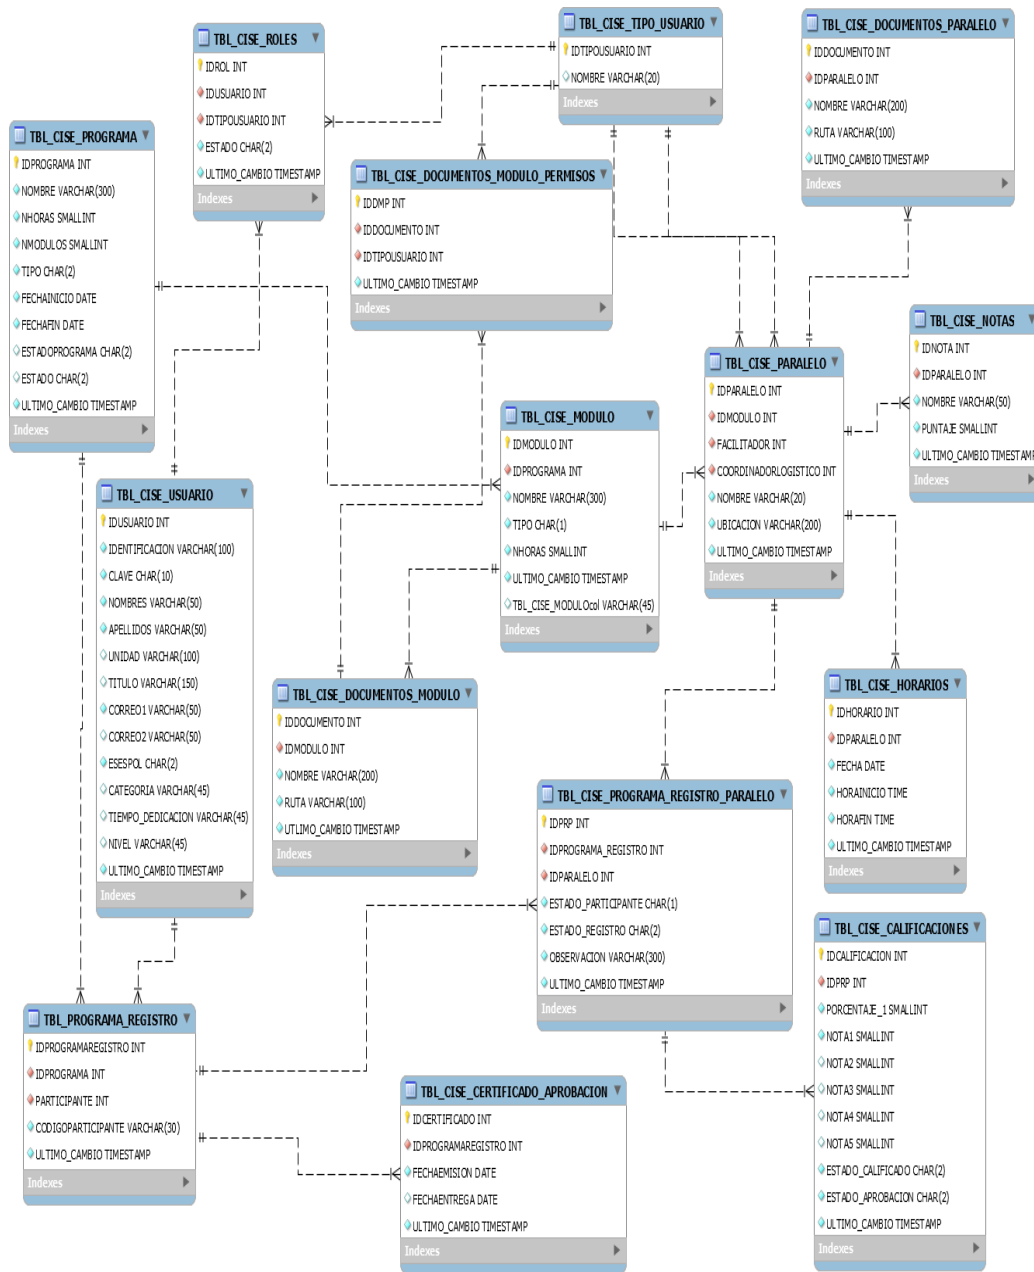 TBL_CISE_ROLES
IDROL INT
IDUSUARIO INT
IDTIPOUSUARIO INT
ESTADO CHAR(2)
ULTIMO_CAMBIO TIMESTAMP
Indexes
TBL_CISE_TIPO_USUARIO
IDTIPOUSUARIO INT
NOMBRE VARCHAR(20)
Indexes
TBL_CISE_DOCUMENTOS_PARALELO
IDDOCUMENTO INT
IDPARALELO INT
NOMBRE VARCHAR(200)
RUTA VARCHAR(100)
ULTIMO_CAMBIO TIMESTAMP
Indexes
TBL_CISE_PROGRAMA
IDPROGRAMA INT
NOMBRE VARCHAR(300)
NHORAS SMALLINT
NMODULOS SMALLINT
TIPO CHAR(2)
FECHAINICIO DATE
FECHAFIN DATE
ESTADOPROGRAMA CHAR(2)
ESTADO CHAR(2)
ULTIMO_CAMBIO TIMESTAMP
Indexes
TBL_CISE_DOCUMENTOS_MODULO_PERMISOS
IDDMP INT
IDDOCUMENTO INT
IDTIPOUSUARIO INT
ULTIMO_CAMBIO TIMESTAMP
Indexes
TBL_CISE_NOTAS
IDNOTA INT
IDPARALELO INT
NOMBRE VARCHAR(50)
PUNTAJE SMALLINT
ULTIMO_CAMBIO TIMESTAMP
Indexes
TBL_CISE_PARALELO
IDPARALELO INT
IDMODULO INT
FACILITADOR INT
COORDINADORLOGISTICO INT
NOMBRE VARCHAR(20)
UBICACION VARCHAR(200)
ULTIMO_CAMBIO TIMESTAMP
Indexes
TBL_CISE_MODULO
IDMODULO INT
IDPROGRAMA INT
NOMBRE VARCHAR(300)
TIPO CHAR(1)
NHORAS SMALLINT
ULTIMO_CAMBIO TIMESTAMP
TBL_CISE_MODULOcol VARCHAR(45)
Indexes
TBL_CISE_USUARIO
IDUSUARIO INT
IDENTIFICACION VARCHAR(100)
CLAVE CHAR(10)
NOMBRES VARCHAR(50)
APELLIDOS VARCHAR(50)
UNIDAD VARCHAR(100)
TITULO VARCHAR(150)
CORREO1 VARCHAR(50)
CORREO2 VARCHAR(50)
ESESPOL CHAR(2)
CATEGORIA VARCHAR(45)
TIEMPO_DEDICACION VARCHAR(45)
NIVEL VARCHAR(45)
ULTIMO_CAMBIO TIMESTAMP
Indexes
TBL_CISE_DOCUMENTOS_MODULO
IDDOCUMENTO INT
IDMODULO INT
NOMBRE VARCHAR(200)
RUTA VARCHAR(100)
UTLIMO_CAMBIO TIMESTAMP
Indexes
TBL_CISE_HORARIOS
IDHORARIO INT
IDPARALELO INT
FECHA DATE
HORAINICIO TIME
HORAFIN TIME
ULTIMO_CAMBIO TIMESTAMP
Indexes
TBL_CISE_PROGRAMA_REGISTRO_PARALELO
IDPRP INT
IDPROGRAMA_REGISTRO INT
IDPARALELO INT
ESTADO_PARTICIPANTE CHAR(1)
ESTADO_REGISTRO CHAR(2)
OBSERVACION VARCHAR(300)
ULTIMO_CAMBIO TIMESTAMP
Indexes
TBL_CISE_CALIFICACIONES
IDCALIFICACION INT
IDPRP INT
PORCENTAJE_1 SMALLINT
NOTA1 SMALLINT
NOTA2 SMALLINT
NOTA3 SMALLINT
NOTA4 SMALLINT
NOTA5 SMALLINT
ESTADO_CALIFICADO CHAR(2)
ESTADO_APROBACION CHAR(2)
ULTIMO_CAMBIO TIMESTAMP
Indexes
TBL_PROGRAMA_REGISTRO
IDPROGRAMAREGISTRO INT
IDPROGRAMA INT
PARTICIPANTE INT
CODIGOPARTICIPANTE VARCHAR(30)
ULTIMO_CAMBIO TIMESTAMP
Indexes
TBL_CISE_CERTIFICADO_APROBACION
IDCERTIFICADO INT
IDPROGRAMAREGISTRO INT
FECHAEMISION DATE
FECHAENTREGA DATE
ULTIMO_CAMBIO TIMESTAMP
Indexes